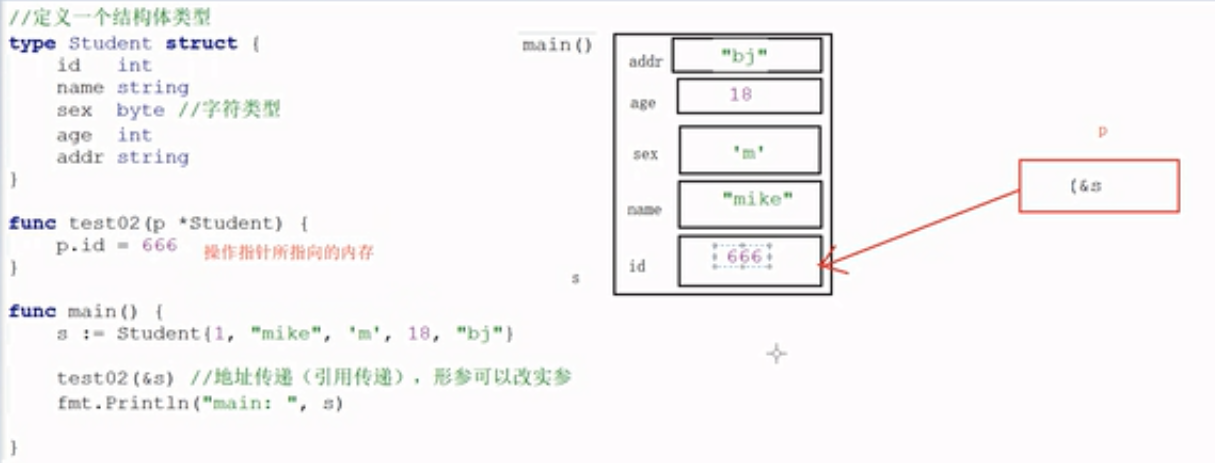 //定义一个结构体类型
type Student struct {
    id   int
    name string
    sex  byte //字符类型
    age  int
    addr string
}
func test02(p *Student) {
    p.id = 666  操作指针所指向的内存
}
func main() {
    s := Student{1, "mike", 'm', 18, "bj"}
    test02(&s) //地址传递（引用传递），形参可以改实参
    fmt.Println("main: ", s)
}
main()
addr "bj"
age 18
sex 'm'
name "mike"
id 666
s
p
(&s